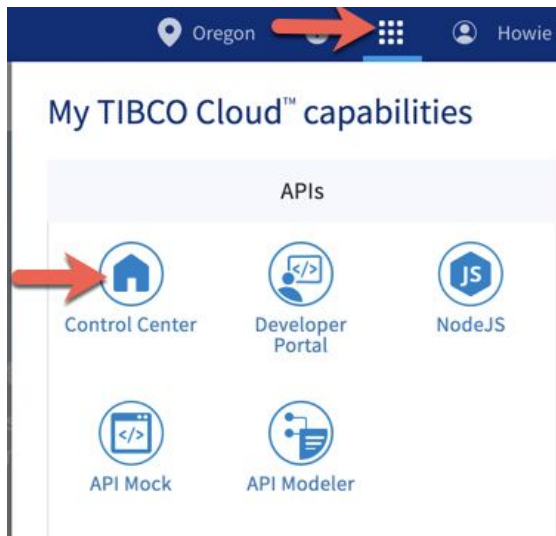 Oregon
Howie
My TIBCO Cloud™ capabilities
APIs
Control Center
Developer
Portal
JS
NodeJS
</>
API Mock
API Modeler